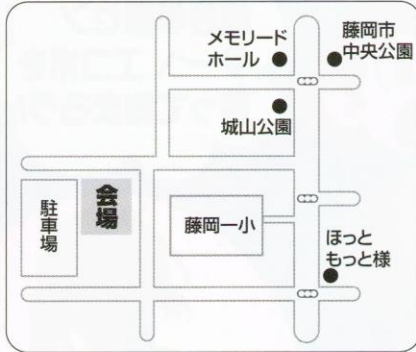 メモリード
ホール
藤岡市
中央公園
城山公園
会場
駐車場
藤岡一小
ほっと
もっと様